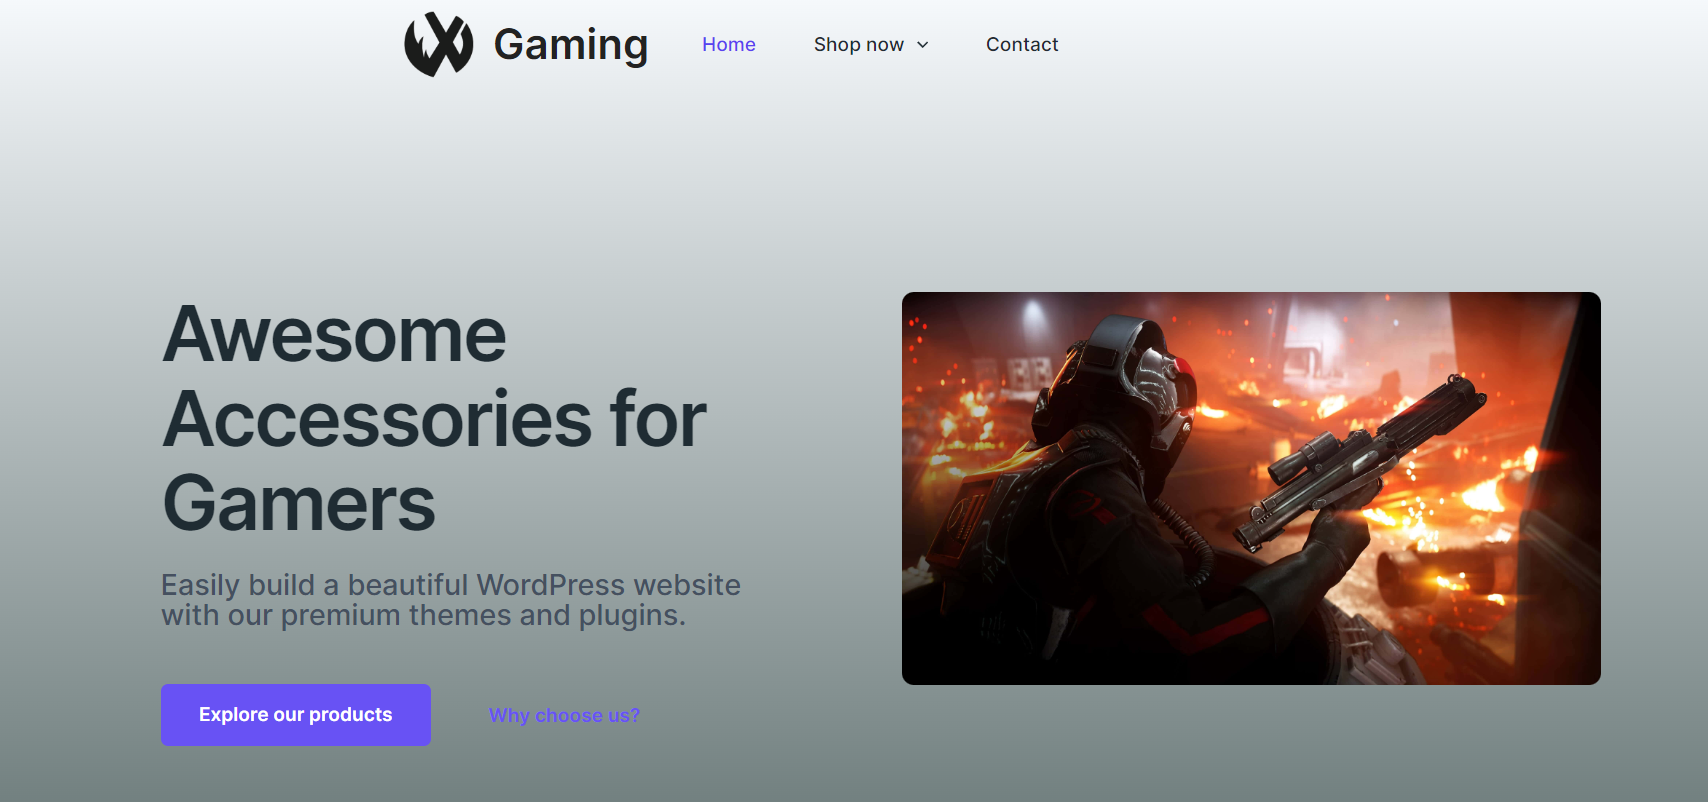 Gaming
Home
Shop now
Contact
Awesome
Accessories for
Gamers
Easily build a beautiful WordPress website
with our premium themes and plugins.
Explore our products
Why choose us?